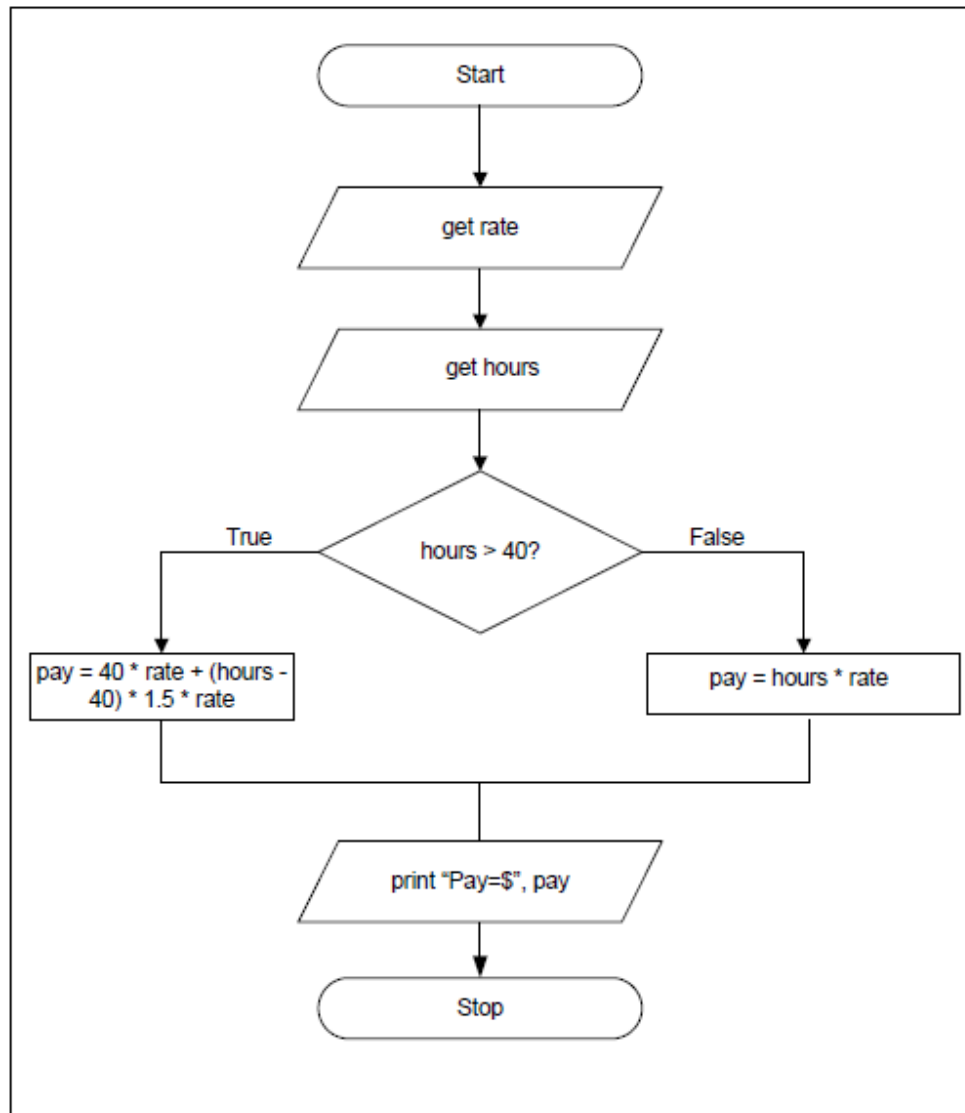 Start
get rate
get hours
hours > 40?
True
False
pay = 40 * rate + (hours -
40) * 1.5 * rate
pay = hours * rate
print “Pay=$”, pay
Stop